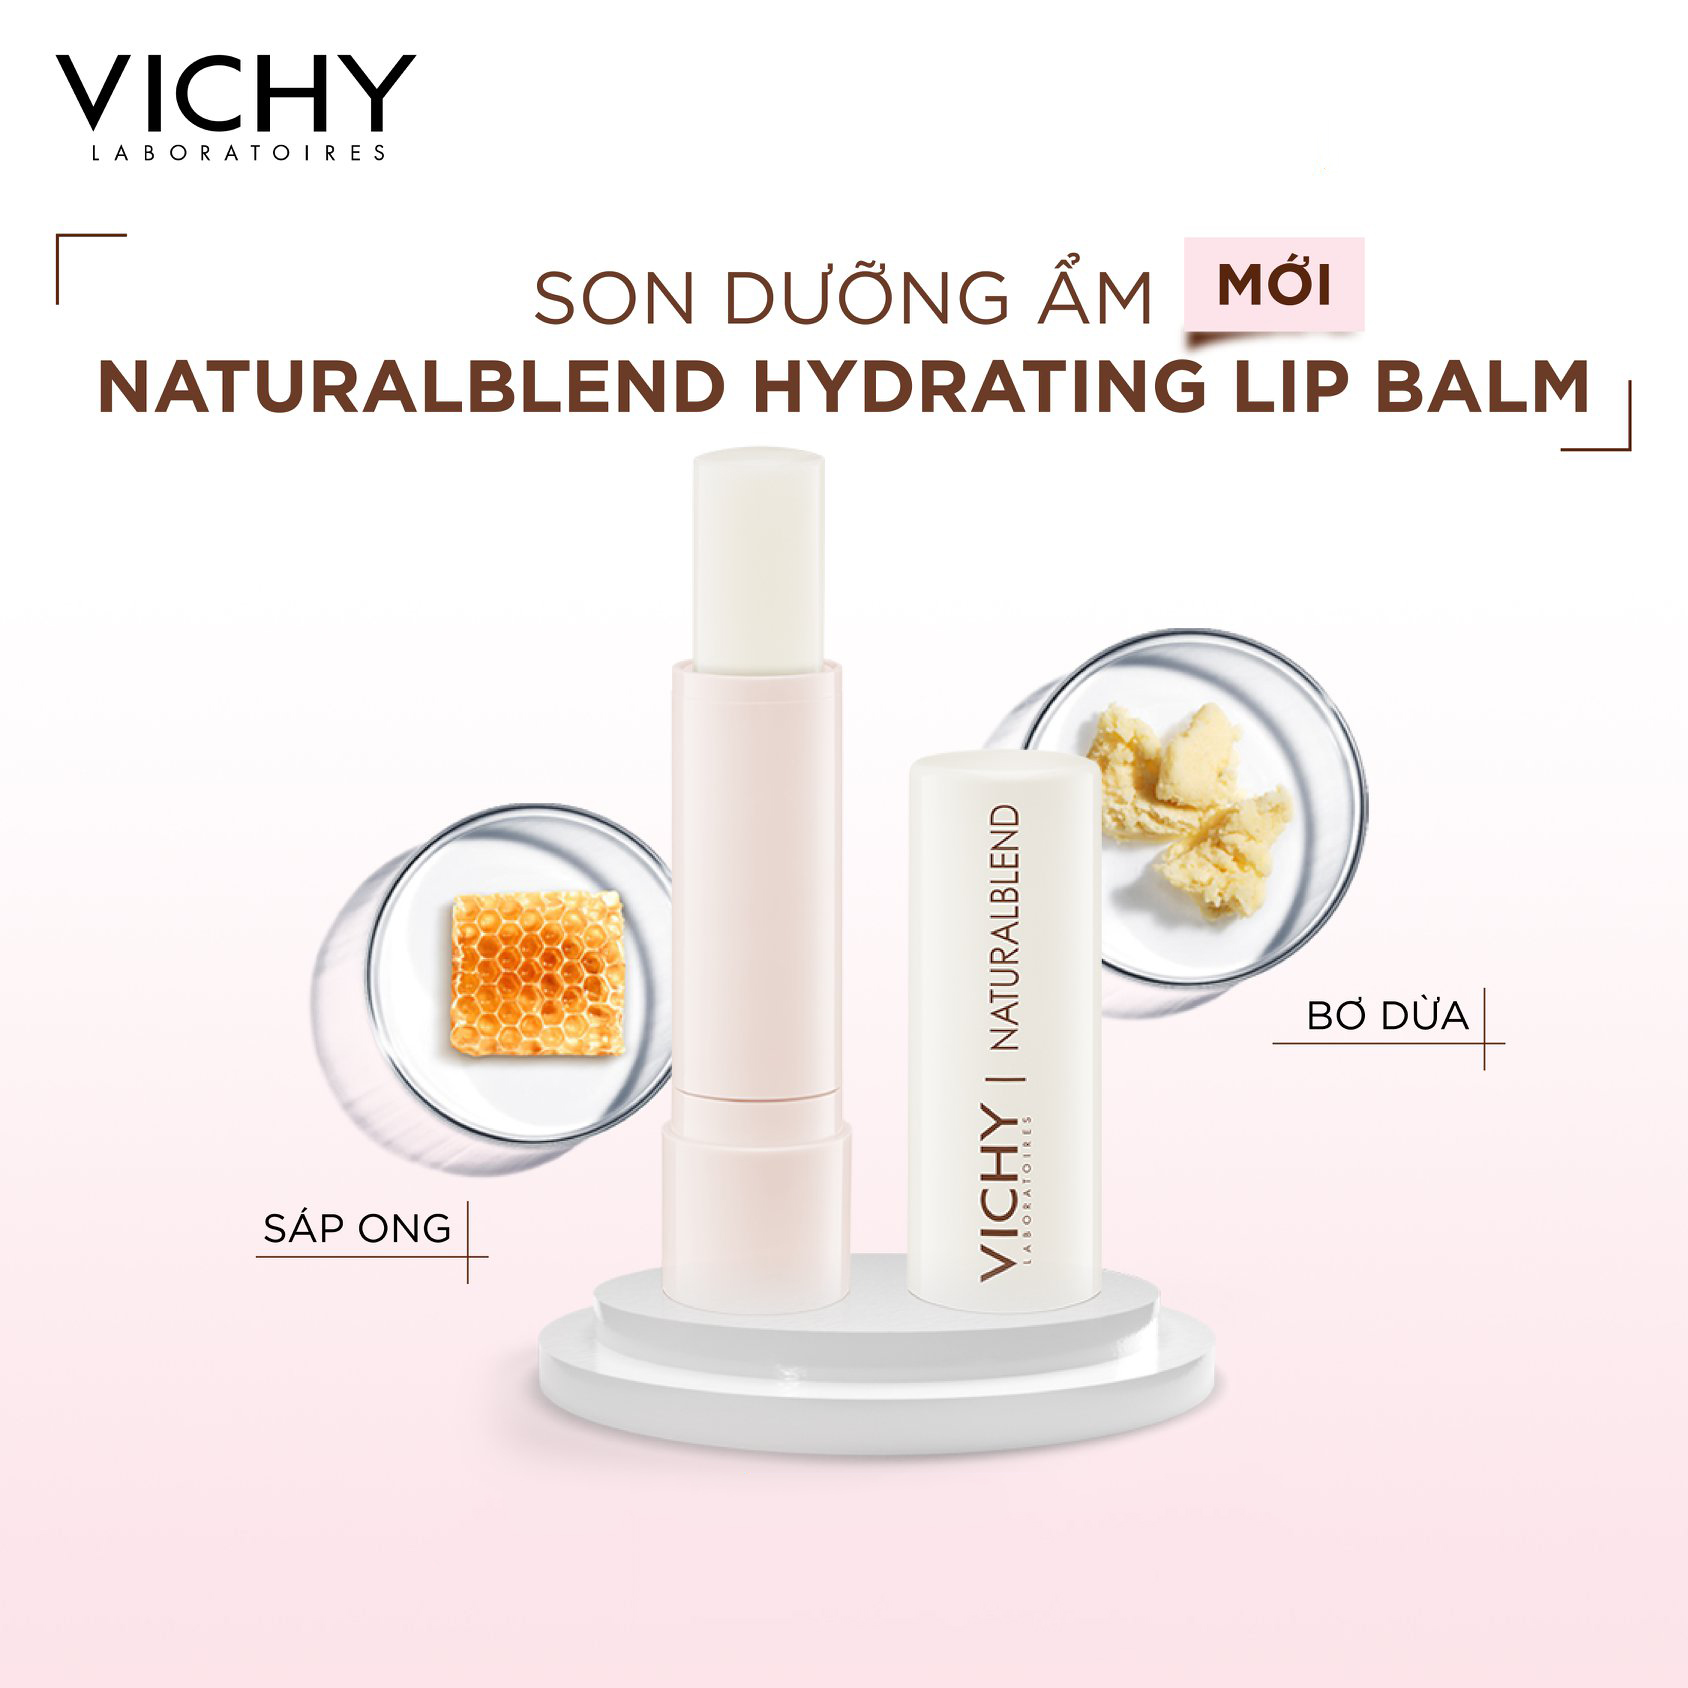 VICHY
LABORATOIRES
SON DƯỠNG ẨM MỚI
NATURALBLEND HYDRATING LIP BALM
BƠ DỪA
SÁP ONG
VICHY | NATURALBLEND
LABORATOIRES